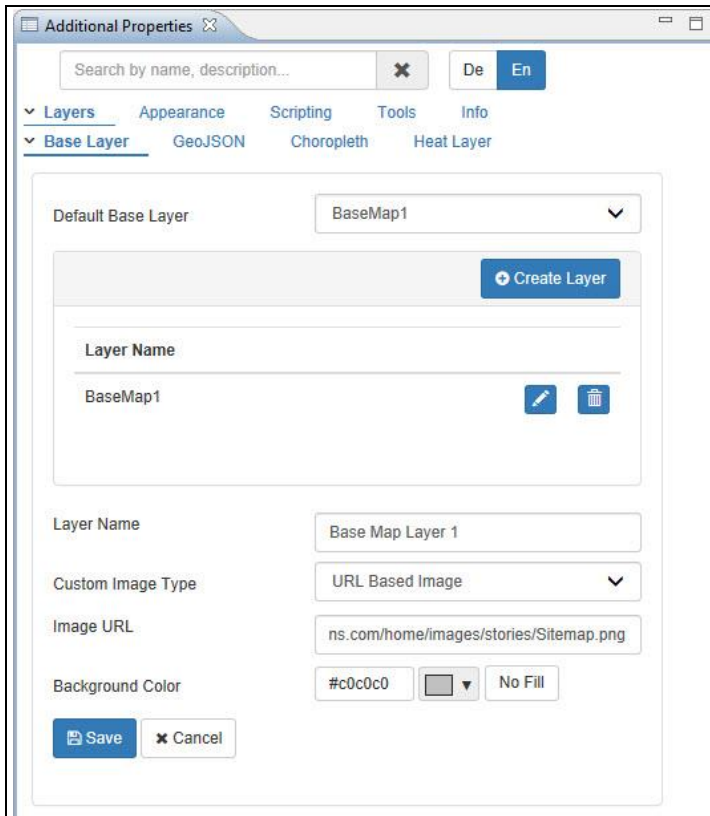 Additional Properties
Search by name, description... De En
Layers Appearance Scripting Tools Info
Base Layer GeoJSON Choropleth Heat Layer
Default Base Layer BaseMap1
Create Layer
Layer Name
BaseMap1
Layer Name Base Map Layer 1
Custom Image Type URL Based Image
Image URL ns.com/home/images/stories/Sitemap.png
Background Color #c0c0c0 No Fill
Save Cancel